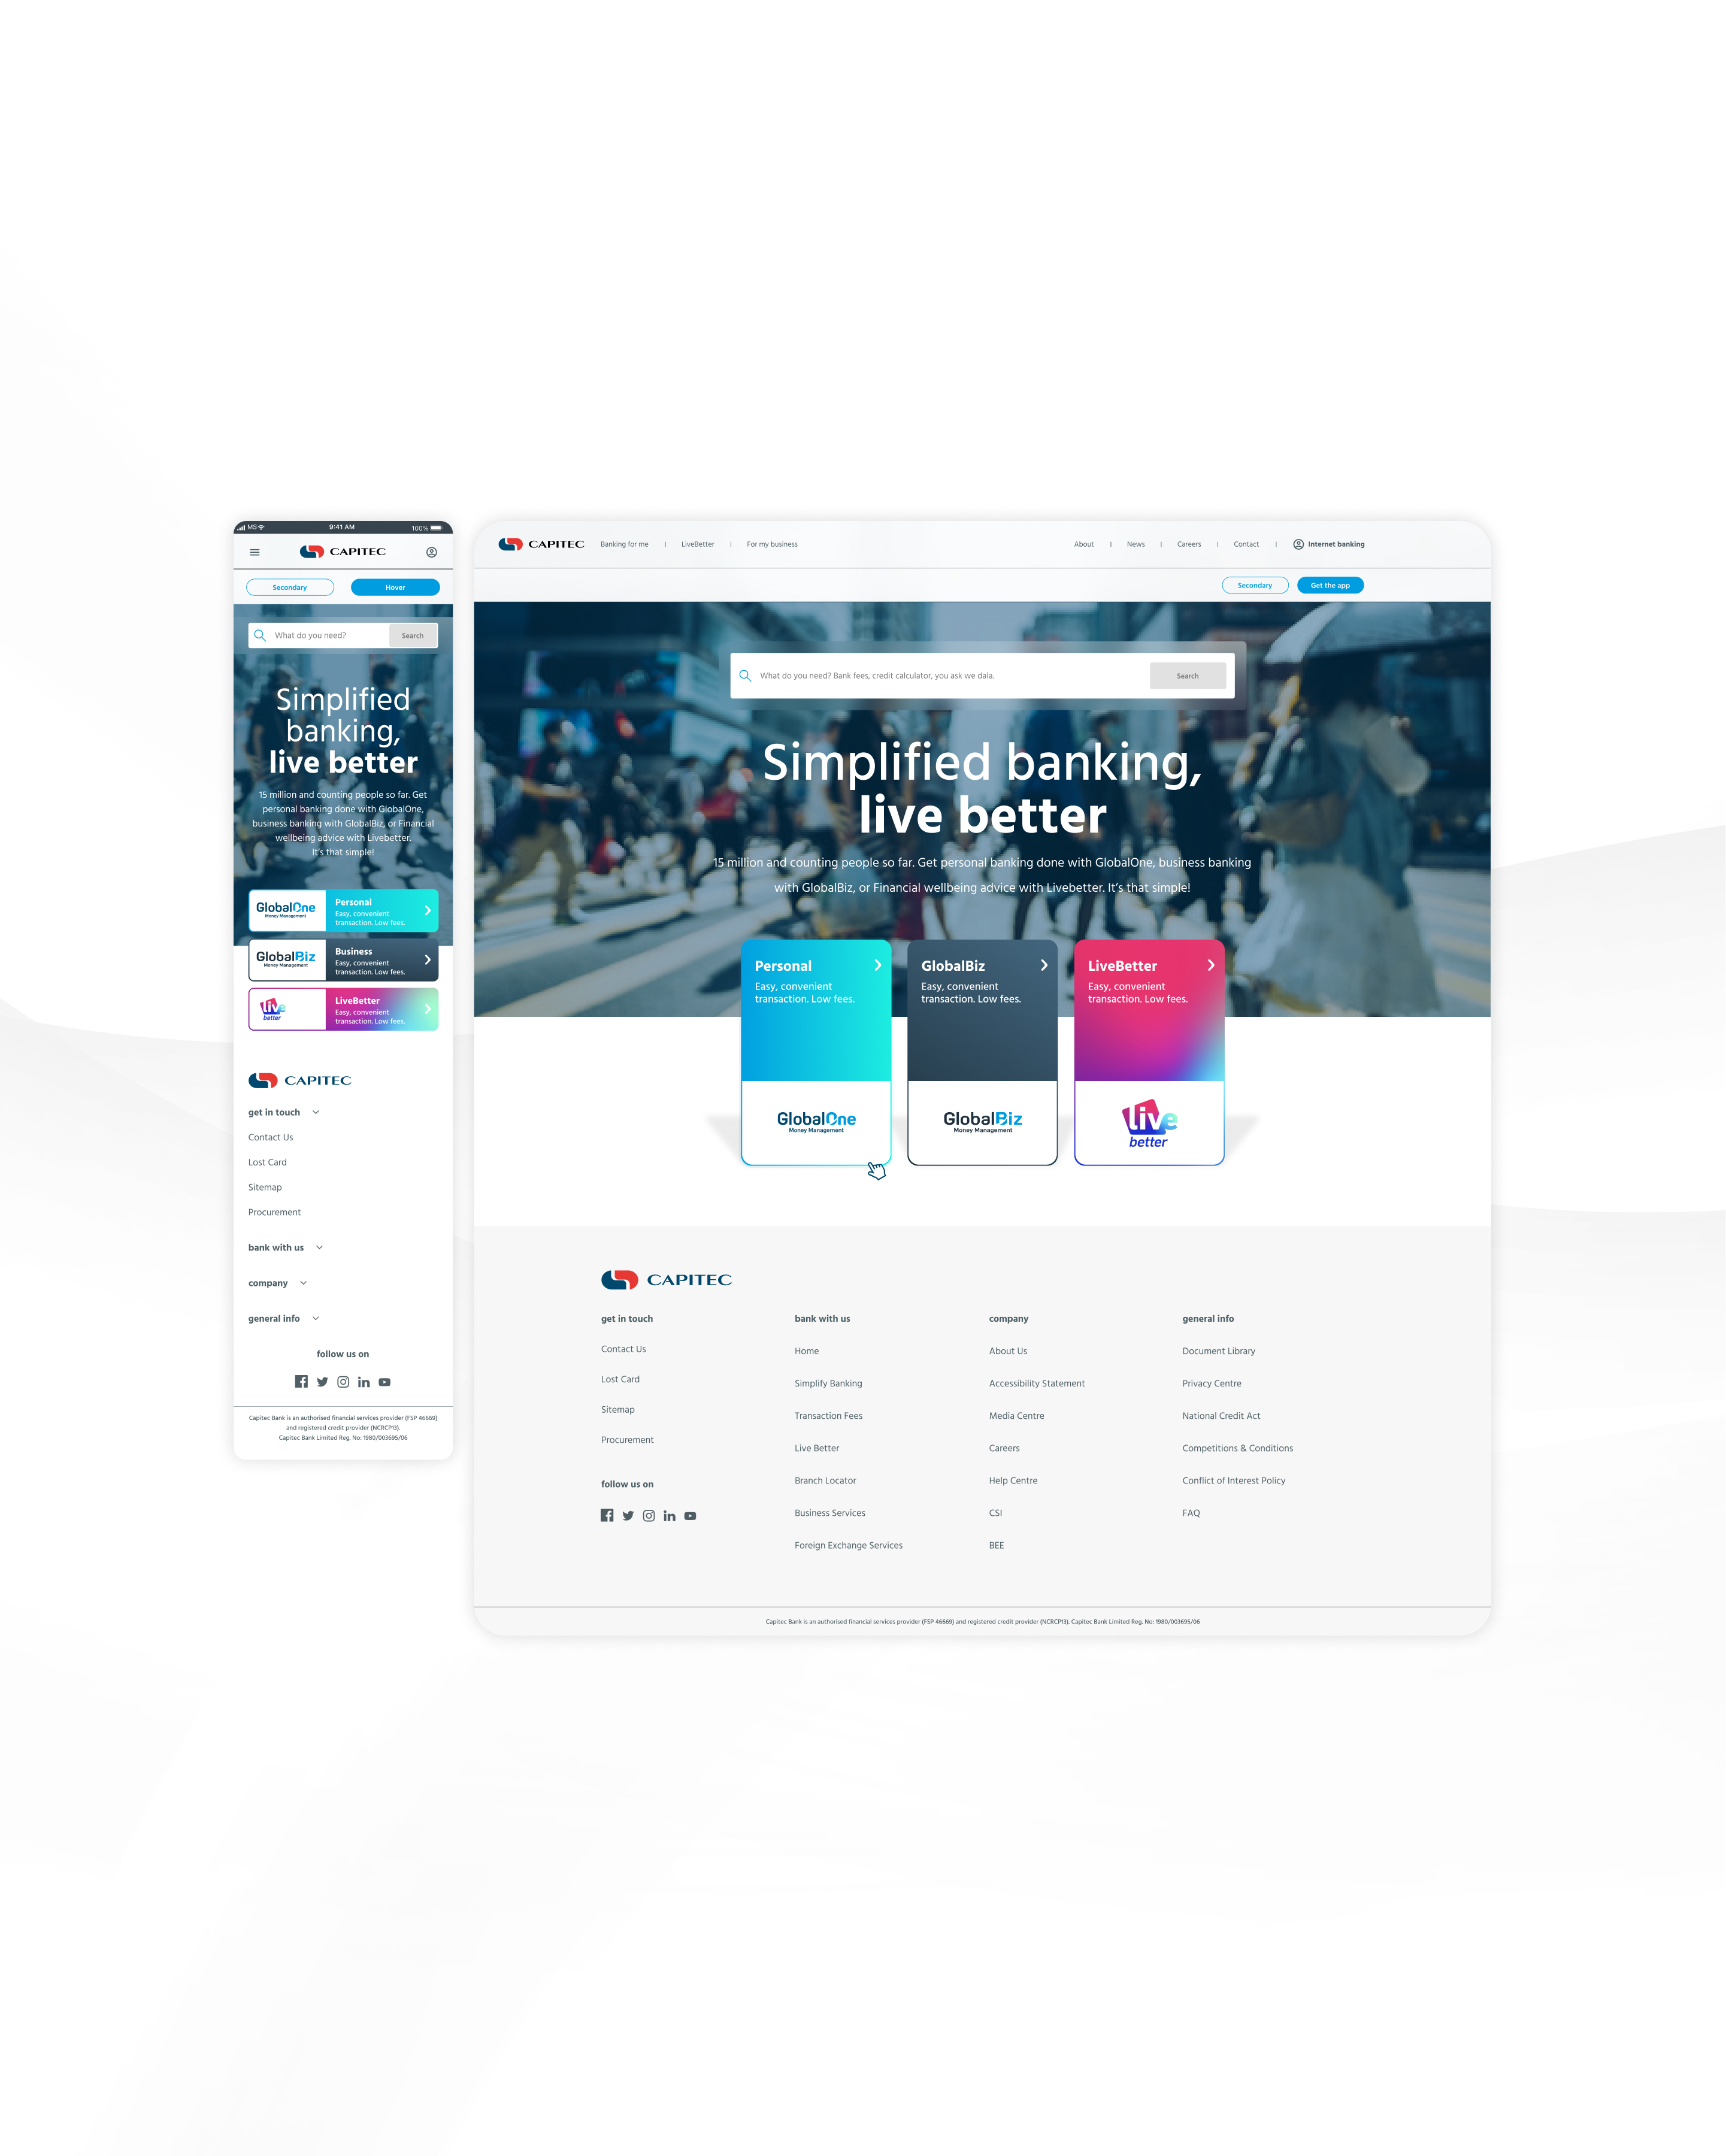 MS
9:41 AM
100%
CAPITEC
Secondary
Hover
What do you need?
Search
Simplified
banking,
live better
15 million and counting people so far. Get
personal banking done with GlobalOne,
business banking with GlobalBiz, or Financial
wellbeing advice with Livebetter.
It's that simple!
GlobalOne
Money Management
Personal
Easy, convenient
transaction. Low fees.
GlobalBiz
Money Management
Business
Easy, convenient
transaction. Low fees.
live
better
LiveBetter
Easy, convenient
transaction. Low fees.
CAPITEC
get in touch
Contact Us
Lost Card
Sitemap
Procurement
bank with us
company
general info
follow us on
Capitec Bank is an authorised financial services provider (FSP 46669)
and registered credit provider (NCRCP13).
Capitec Bank Limited Reg. No: 1980/003695/06
CAPITEC
Banking for me | LiveBetter | For my business
About | News | Careers | Contact | Internet banking
Secondary
Get the app
What do you need? Bank fees, credit calculator, you ask we dala.
Search
Simplified banking,
live better
15 million and counting people so far. Get personal banking done with GlobalOne, business banking
with GlobalBiz, or Financial wellbeing advice with Livebetter. It's that simple!
Personal
Easy, convenient
transaction. Low fees.
GlobalOne
Money Management
GlobalBiz
Easy, convenient
transaction. Low fees.
GlobalBiz
Money Management
LiveBetter
Easy, convenient
transaction. Low fees.
live
better
CAPITEC
get in touch
Contact Us
Lost Card
Sitemap
Procurement
follow us on
bank with us
Home
Simplify Banking
Transaction Fees
Live Better
Branch Locator
Business Services
Foreign Exchange Services
company
About Us
Accessibility Statement
Media Centre
Careers
Help Centre
CSI
BEE
general info
Document Library
Privacy Centre
National Credit Act
Competitions & Conditions
Conflict of Interest Policy
FAQ
Capitec Bank is an authorised financial services provider (FSP 46669) and registered credit provider (NCRCP13). Capitec Bank Limited Reg. No: 1980/003695/06